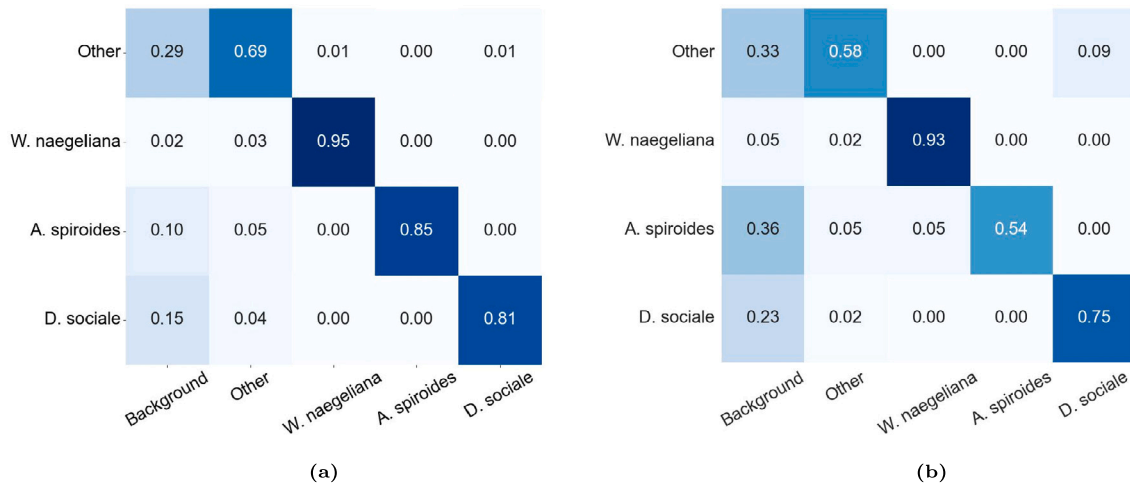 Other 0.29 0.69 0.01 0.00 0.01
W. naegeliana 0.02 0.03 0.95 0.00 0.00
A. spiroides 0.10 0.05 0.00 0.85 0.00
D. sociale 0.15 0.04 0.00 0.00 0.81
Background Other W. naegeliana A. spiroides D. sociale
(a)
Other 0.33 0.58 0.00 0.00 0.09
W. naegeliana 0.05 0.02 0.93 0.00 0.00
A. spiroides 0.36 0.05 0.05 0.54 0.00
D. sociale 0.23 0.02 0.00 0.00 0.75
Background Other W. naegeliana A. spiroides D. sociale
(b)